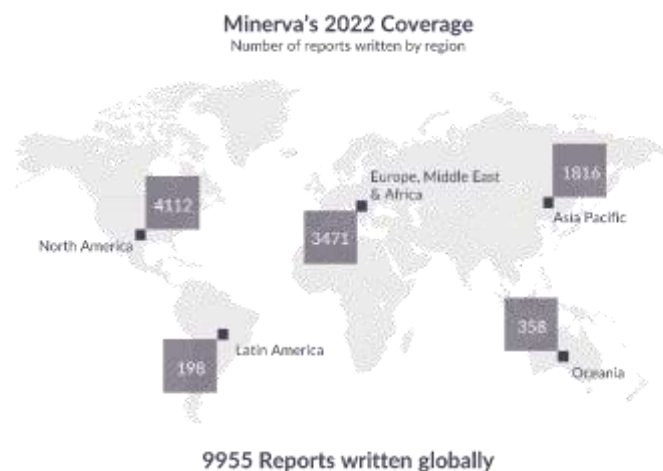 Minerva's 2022 Coverage
Number of reports written by region
1816
Europe, Middle East
& Africa
4112
Asia Pacific
North America
3471
358
Latin America
198
Oceania
9955 Reports written globally